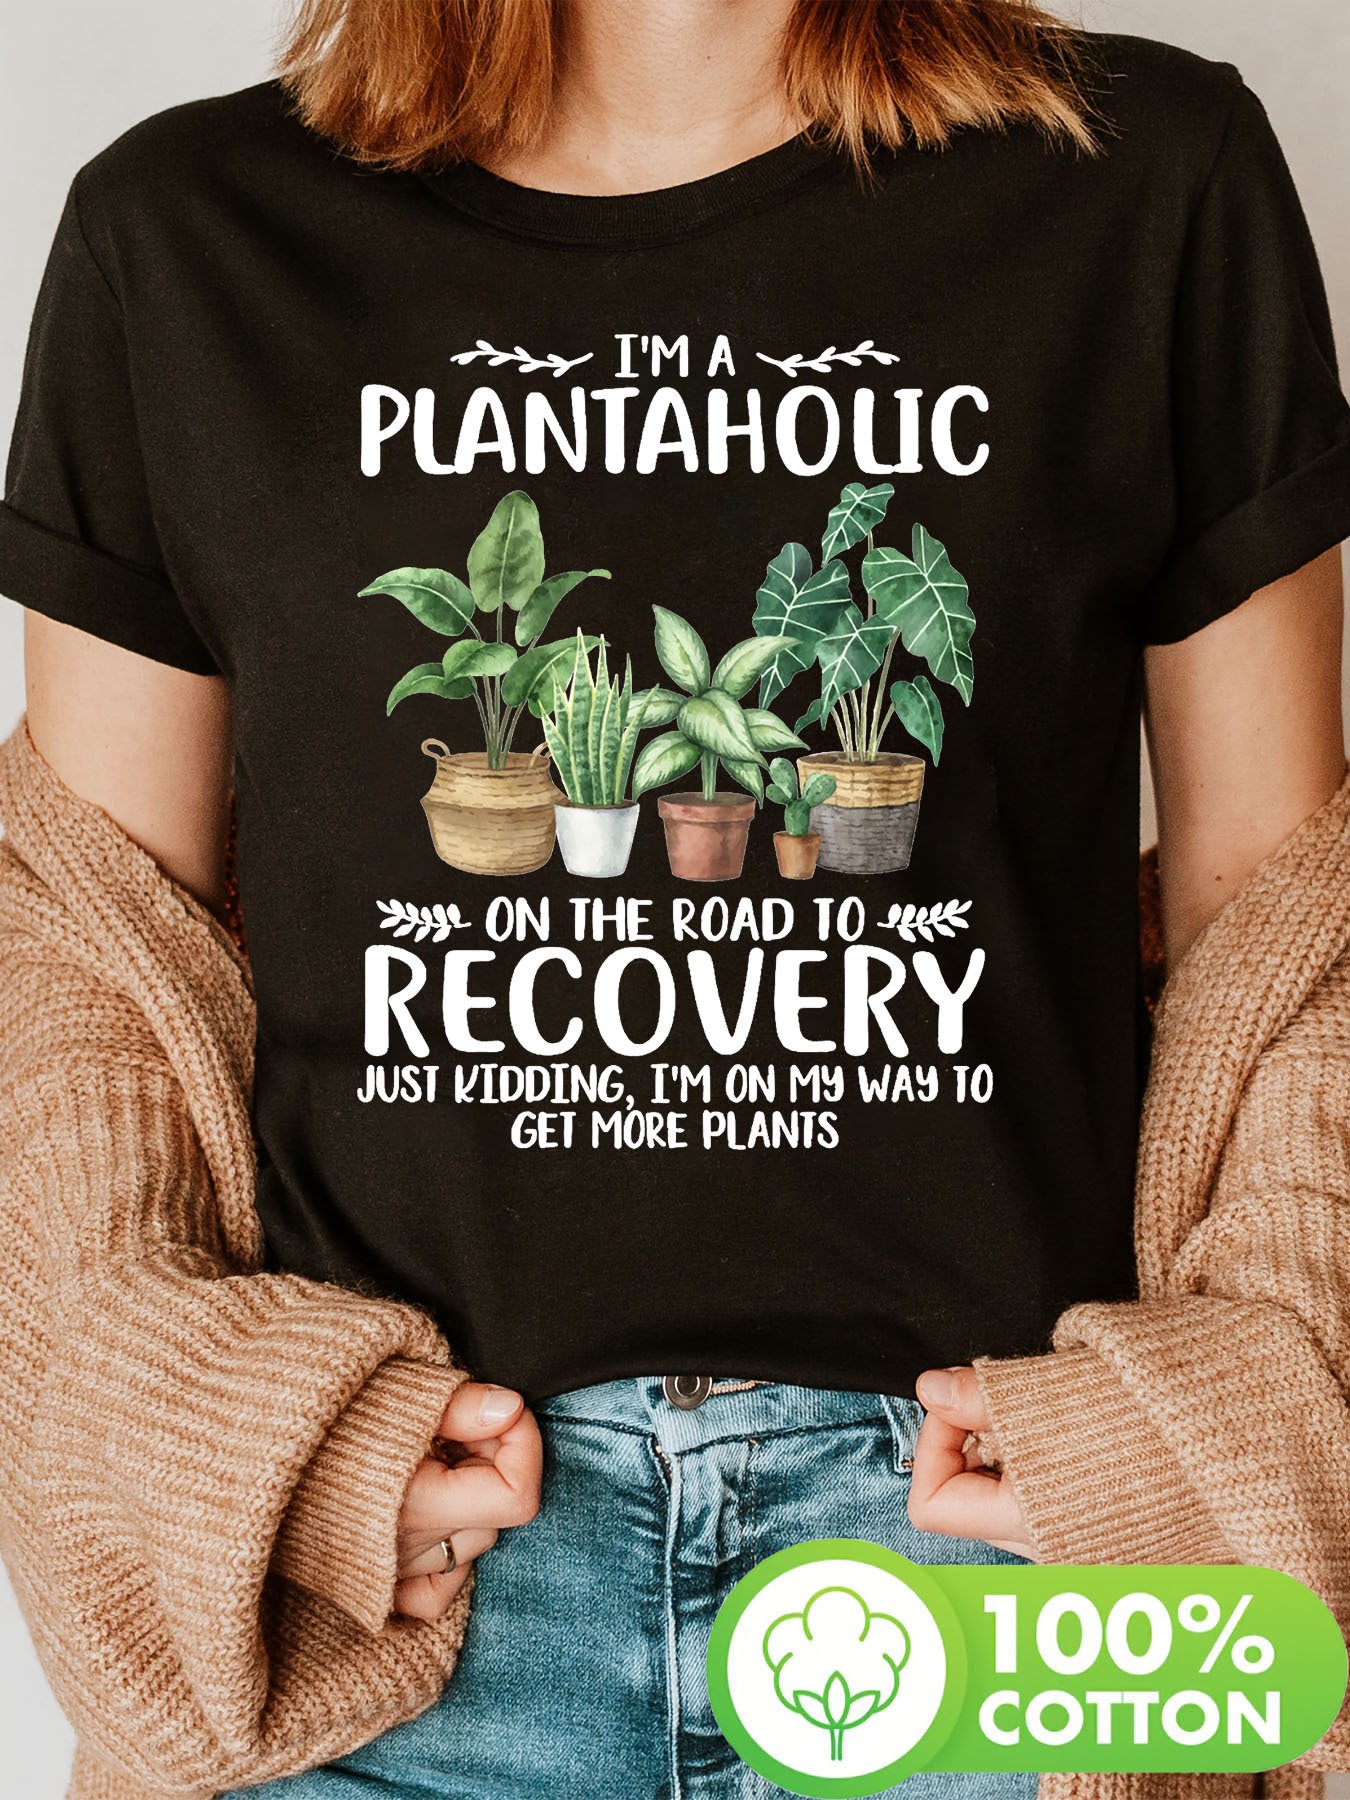 I'M A
PLANTAHOLIC
ON THE ROAD TO
RECOVERY
JUST KIDDING, I'M ON MY WAY TO
GET MORE PLANTS
100%
COTTON